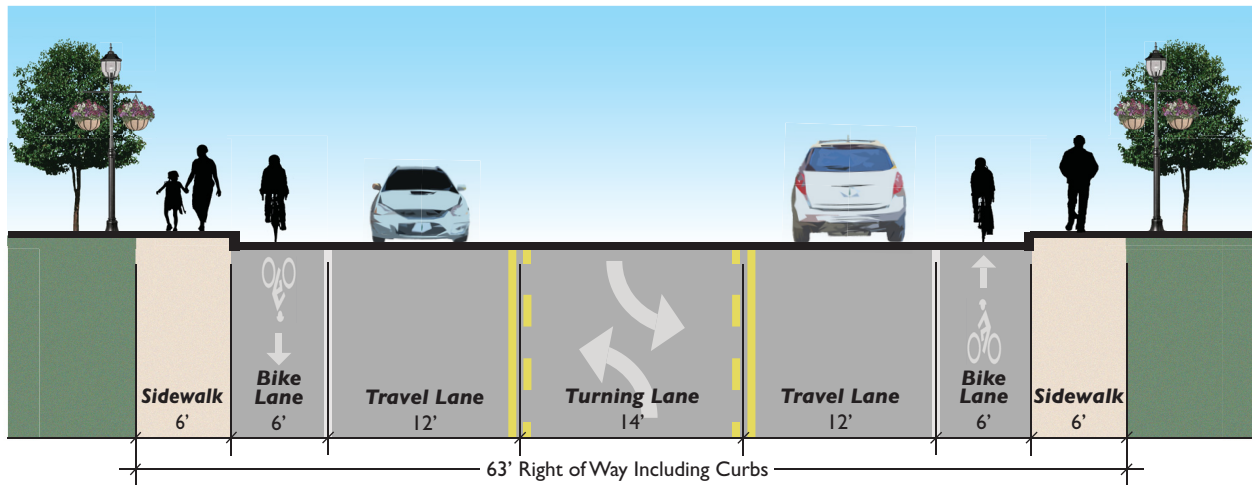 Sidewalk
6'
Bike
Lane
6'
Travel Lane
12'
Turning Lane
14'
Travel Lane
12'
Bike
Lane
6'
Sidewalk
6'
63' Right of Way Including Curbs